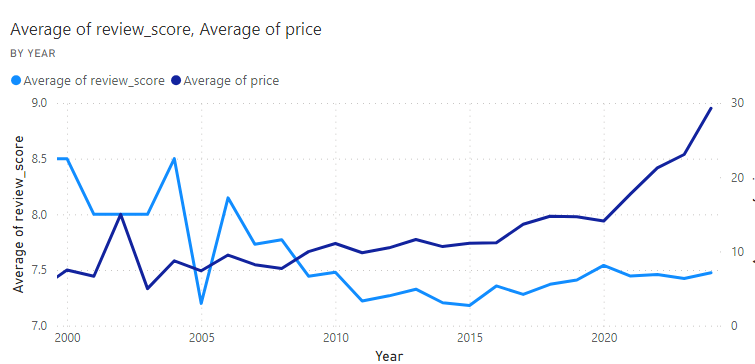 Average of review_score, Average of price
BY YEAR
Average of review_score Average of price
9.0
8.5
8.0
7.5
7.0
Average of review_score
30
20
10
0
2000 2005 2010 2015 2020
Year